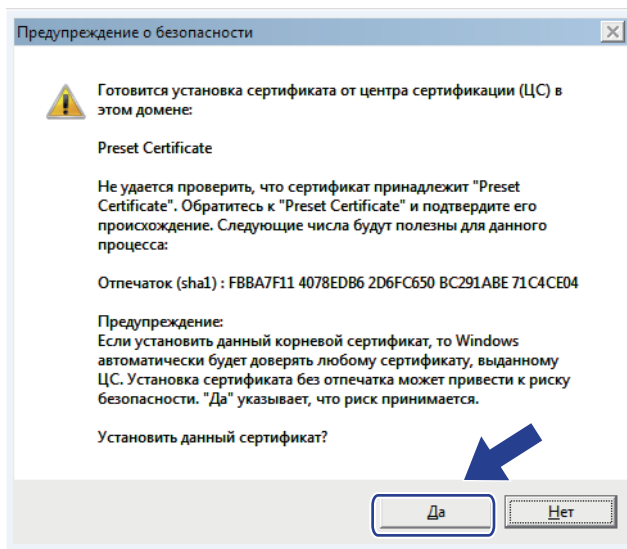 Предупреждение о безопасности
Готовится установка сертификата от центра сертификации (ЦС) в
этом домене:
Preset Certificate
Не удается проверить, что сертификат принадлежит "Preset
Certificate". Обратитесь к "Preset Certificate" и подтвердите его
происхождение. Следующие числа будут полезны для данного
процесса:
Отпечаток (sha1) : FBBA7F11 4078EDB6 2D6FC650 BC291ABE 71C4CE04
Предупреждение:
Если установить данный корневой сертификат, то Windows
автоматически будет доверять любому сертификату, выданному
ЦС. Установка сертификата без отпечатка может привести к риску
безопасности. "Да" указывает, что риск принимается.
Установить данный сертификат?
Да
Нет